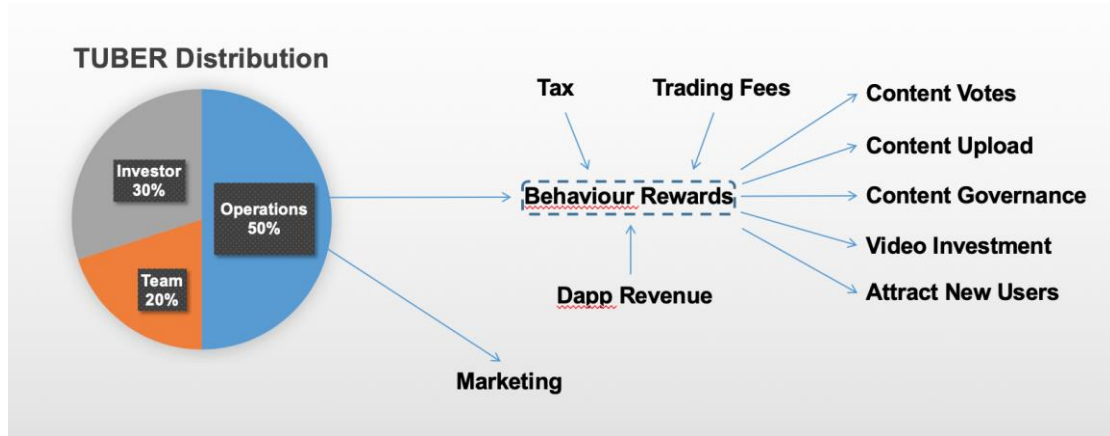 TUBER Distribution
Investor
30%
Operations
50%
Team
20%
Tax
Trading Fees
Behaviour Rewards
Dapp Revenue
Marketing
Content Votes
Content Upload
Content Governance
Video Investment
Attract New Users